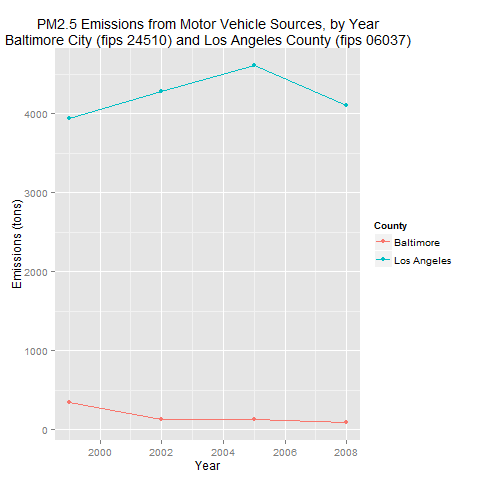 PM2.5 Emissions from Motor Vehicle Sources, by Year
Baltimore City (fips 24510) and Los Angeles County (fips 06037)
Emissions (tons)
4000
3000
2000
1000
0
2000
2002
2004
2006
2008
Year
County
Baltimore
Los Angeles